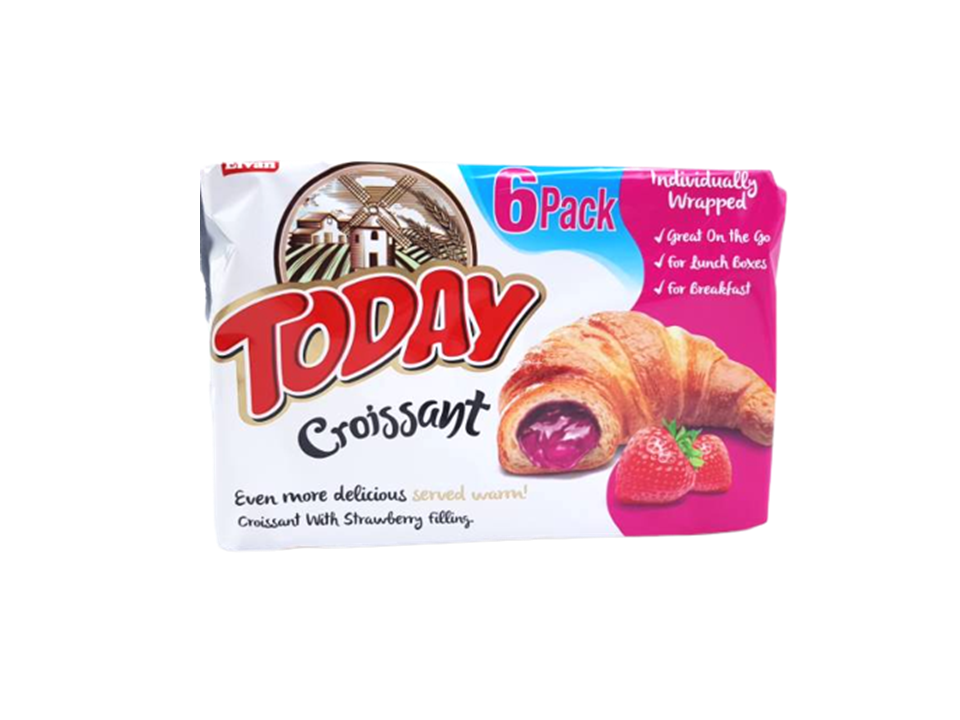 Elvan
6 Pack
Individually
Wrapped
√ Great On the Go
√ For Lunch Boxes
√ For Breakfast
TODAY
Croissant
Even more delicious served warm!
Croissant With Strawberry filling.